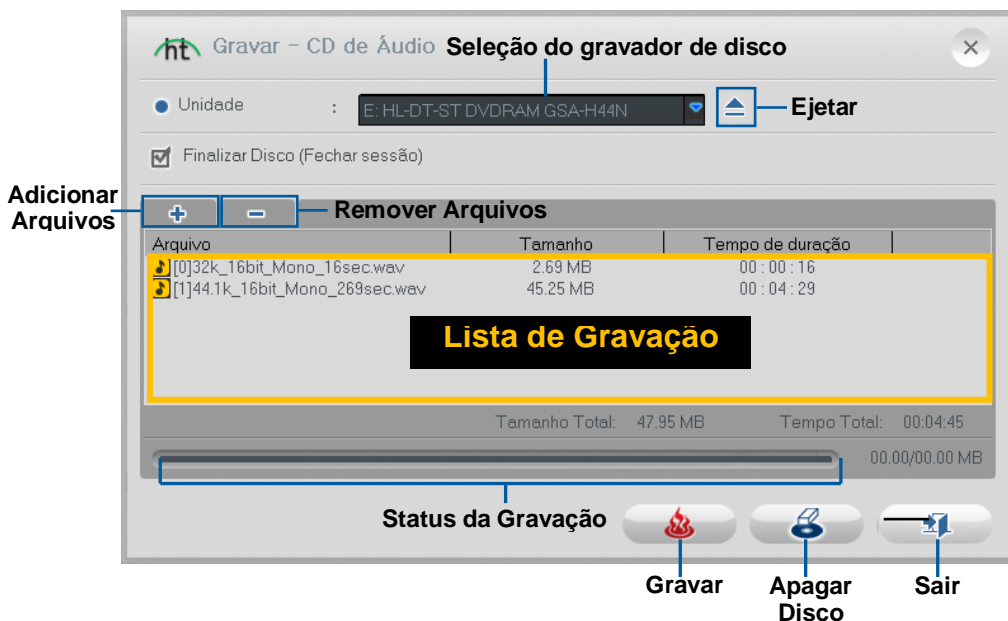 ht Gravar - CD de Áudio Seleção do gravador de disco
Unidade : E: HL-DT-ST DVDRAM GSA-H44N Ejetar
Finalizar Disco (Fechar sessão)
Adicionar
Arquivos
Remover Arquivos
Arquivo Tamanho Tempo de duração
[0]32k_16bit_Mono_16sec.wav 2.69 MB 00 : 00 : 16
[1]44.1k_16bit_Mono_269sec.wav 45.25 MB 00 : 04 : 29
Lista de Gravação
Tamanho Total: 47.95 MB Tempo Total: 00:04:45
00.00/00.00 MB
Status da Gravação
Gravar
Apagar
Disco
Sair